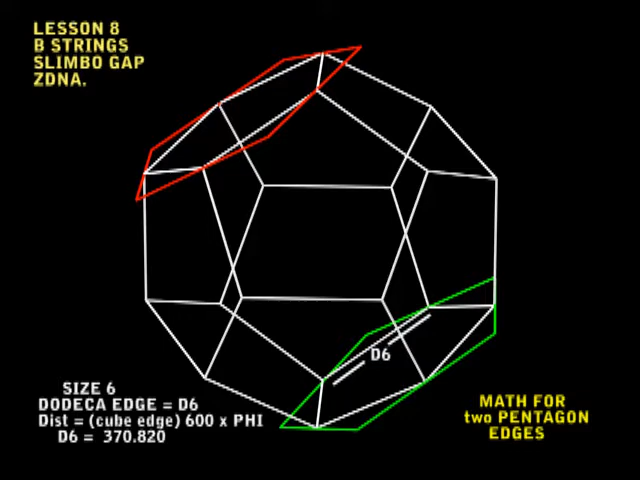 LESSON 8
B STRINGS
SLIMBO GAP
ZDNA.
D6
SIZE 6
DODECA EDGE = D6
Dist = (cube edge) 600 x PHI
D6 = 370.820
MATH FOR
two PENTAGON
EDGES